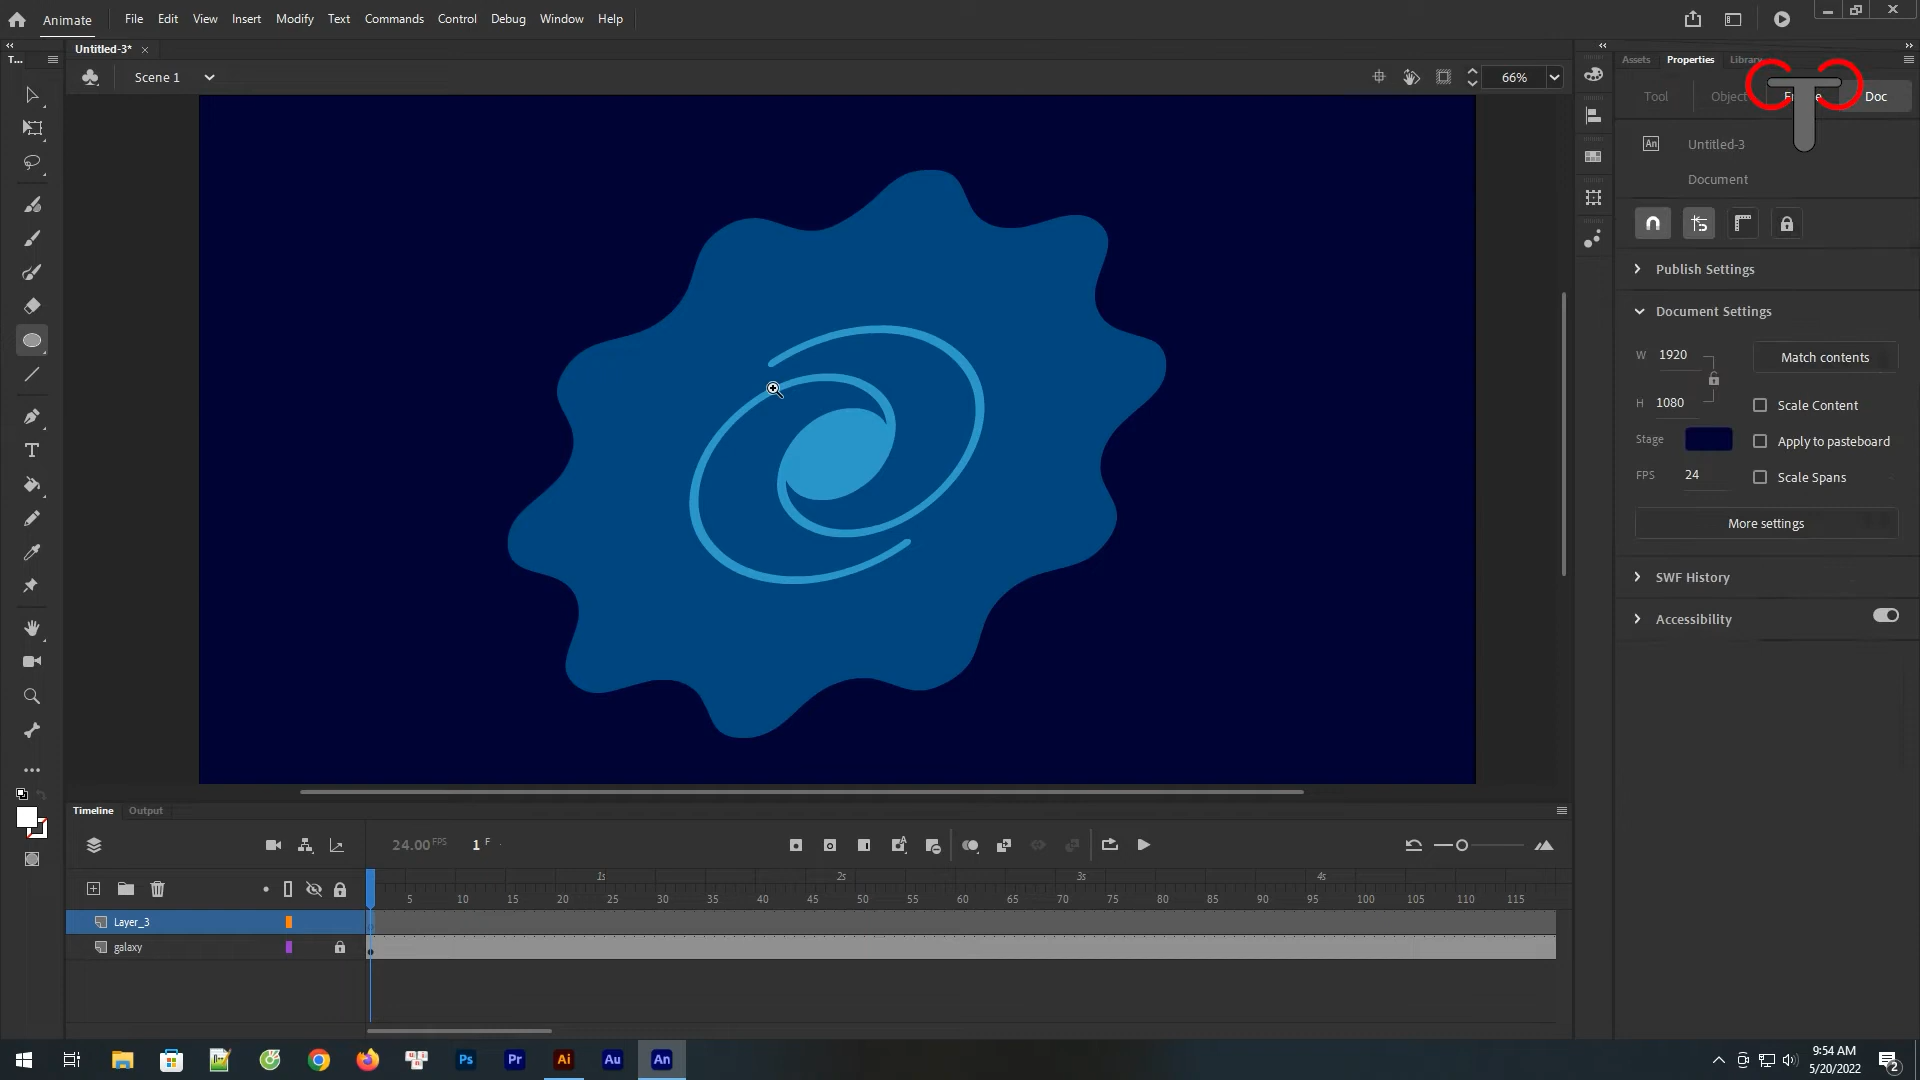 Animate File Edit View Insert Modify Text Commands Control Debug Window Help
T... Untitled-3* Assets Properties Library
Scene 1 66%
Tool Object Doc
An Untitled-3
Document
Publish Settings
Document Settings
W 1920 Match contents
H 1080 Scale Content
Stage Apply to pasteboard
FPS 24 Scale Spans
More settings
SWF History
Accessibility
Timeline Output
24.00 FPS 1 F
1s 2s 3s 4s
5 10 15 20 25 30 35 40 45 50 55 60 65 70 75 80 85 90 95 100 105 110 115
Layer_3
galaxy
Ps Pr Ai Au An
9:54 AM
5/20/2022
2